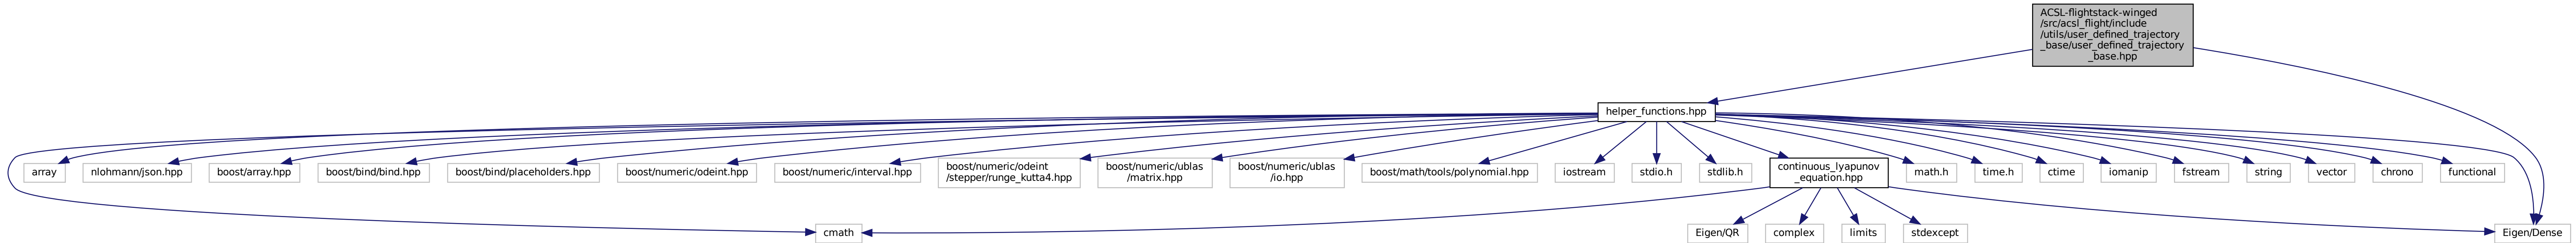 ACSL-flightstack-winged
/src/acsl_flight/include
/utils/user_defined_trajectory
_base/user_defined_trajectory
_base.hpp
helper_functions.hpp
array
nlohmann/json.hpp
boost/array.hpp
boost/bind/bind.hpp
boost/bind/placeholders.hpp
boost/numeric/odeint.hpp
boost/numeric/interval.hpp
boost/numeric/odeint
/stepper/runge_kutta4.hpp
boost/numeric/ublas
/matrix.hpp
boost/numeric/ublas
/io.hpp
boost/math/tools/polynomial.hpp
iostream
stdio.h
stdlib.h
continuous_lyapunov
_equation.hpp
math.h
time.h
ctime
iomanip
fstream
string
vector
chrono
functional
cmath
Eigen/QR
complex
limits
stdexcept
Eigen/Dense